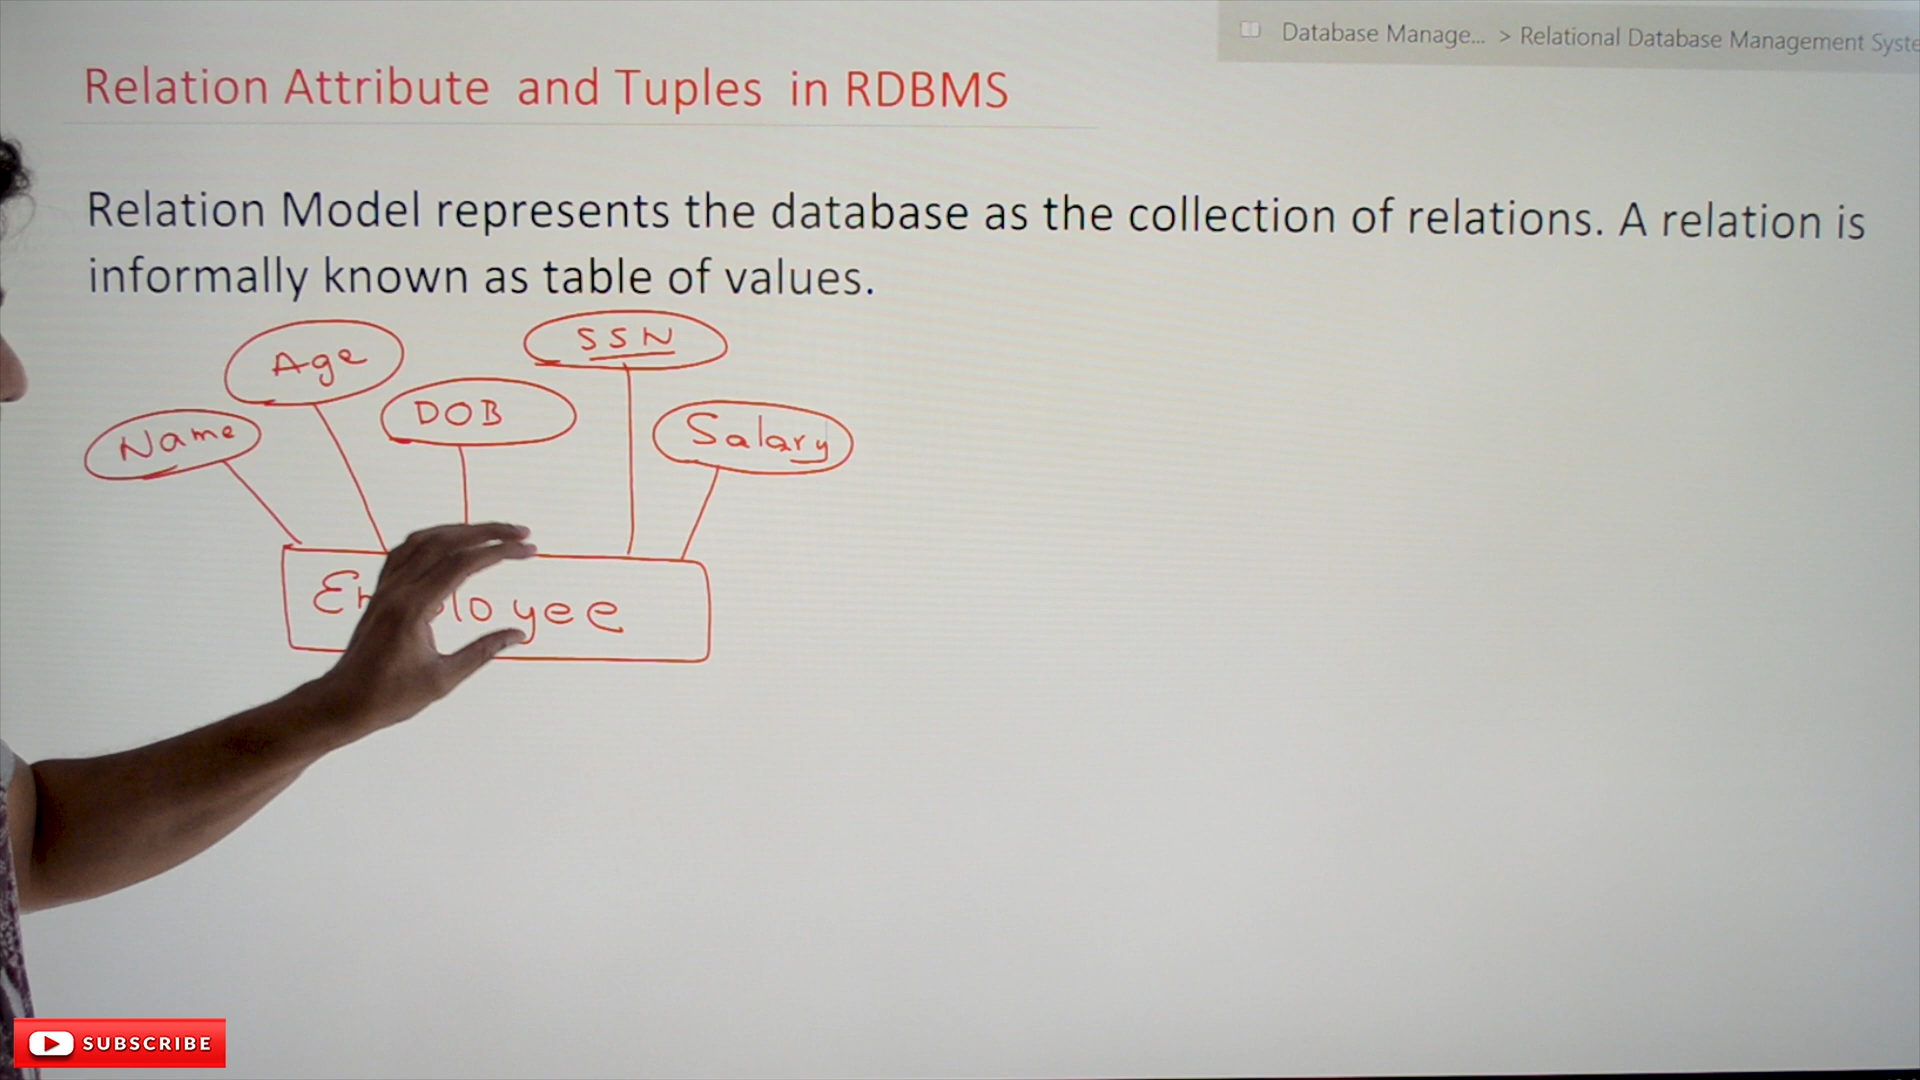 Database Manage... > Relational Database Management Syste
Relation Attribute and Tuples in RDBMS
Relation Model represents the database as the collection of relations. A relation is
informally known as table of values.
SSN
Age
DOB
Name
Salary
Employee
SUBSCRIBE